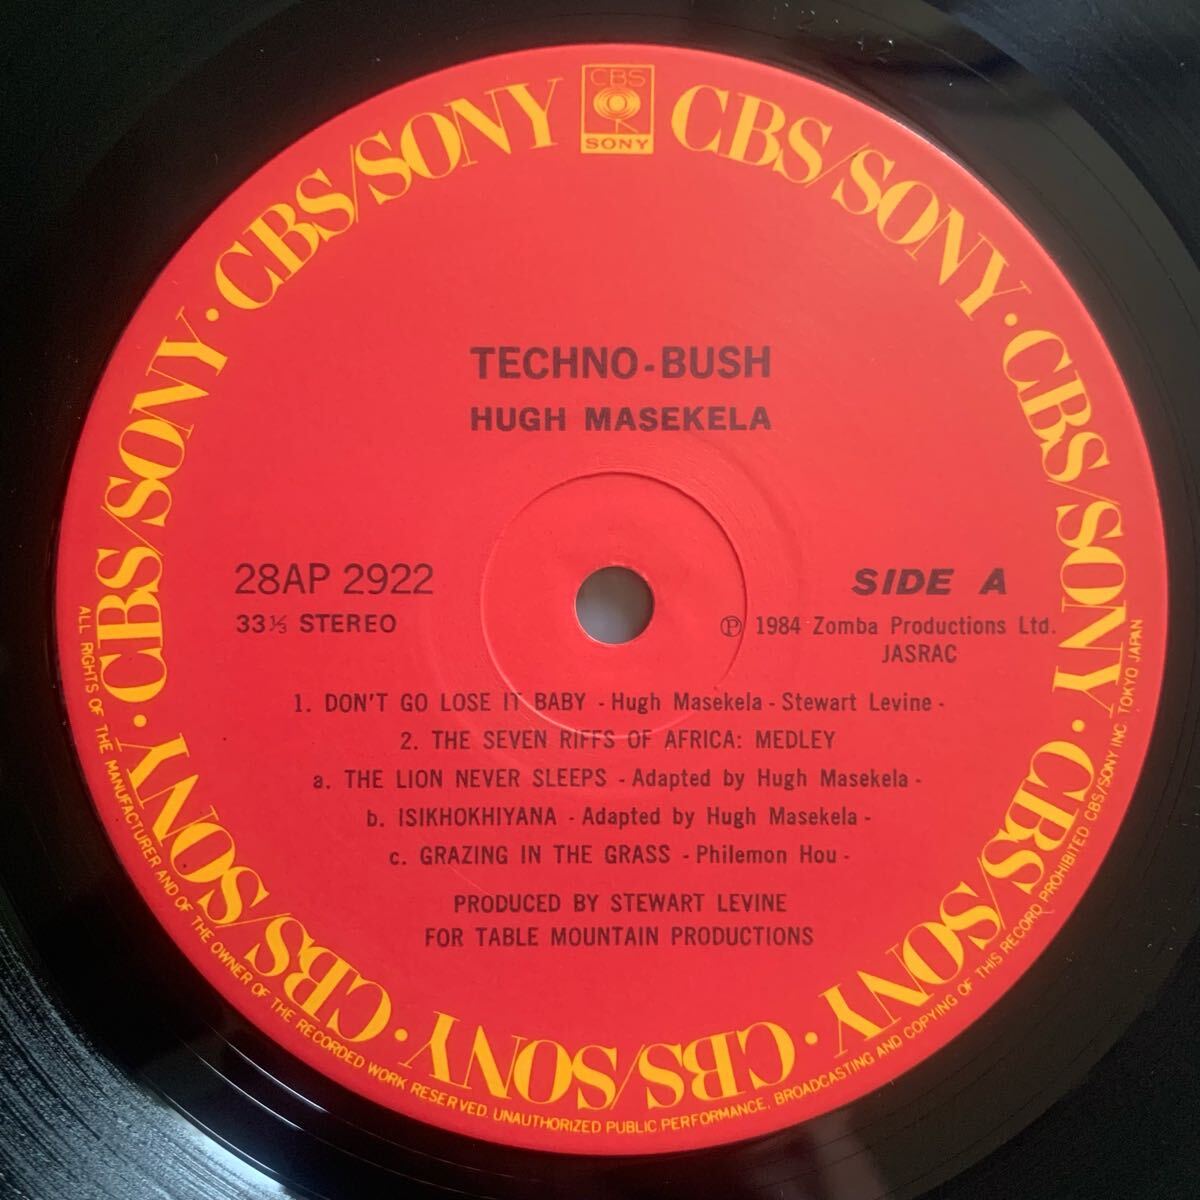 CBS/SONY · CBS/SONY · CBS/SONY · CBS/SONY · CBS/SONY · CBS/SONY · CBS/SONY · CBS/SONY
CBS
SONY
TECHNO-BUSH
HUGH MASEKELA
28AP 2922
33⅓ STEREO
SIDE A
Ⓟ 1984 Zomba Productions Ltd.
JASRAC
1. DON'T GO LOSE IT BABY - Hugh Masekela - Stewart Levine -
2. THE SEVEN RIFFS OF AFRICA: MEDLEY
a. THE LION NEVER SLEEPS - Adapted by Hugh Masekela -
b. ISIKHOKHIYANA - Adapted by Hugh Masekela -
c. GRAZING IN THE GRASS - Philemon Hou -
PRODUCED BY STEWART LEVINE
FOR TABLE MOUNTAIN PRODUCTIONS
ALL RIGHTS OF THE MANUFACTURER AND OF THE OWNER OF THE RECORDED WORK RESERVED. UNAUTHORIZED PUBLIC PERFORMANCE, BROADCASTING AND COPYING OF THIS RECORD PROHIBITED CBS/SONY INC. TOKYO JAPAN